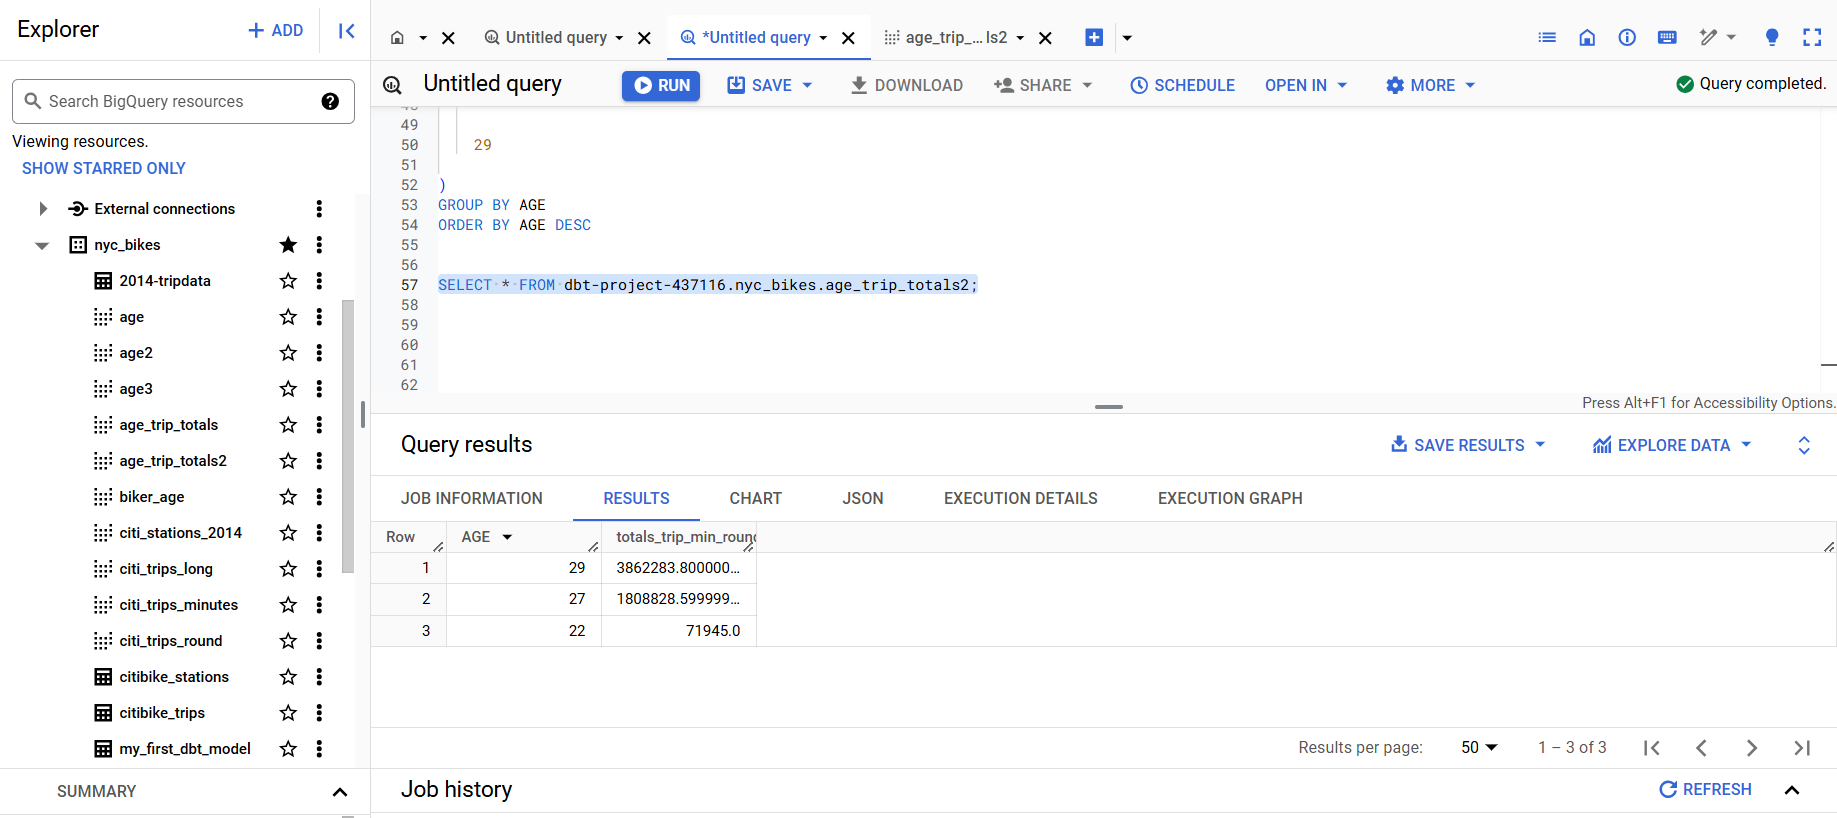 Explorer
+ ADD
Search BigQuery resources
Viewing resources.
SHOW STARRED ONLY
External connections
nyc_bikes
2014-tripdata
age
age2
age3
age_trip_totals
age_trip_totals2
biker_age
citi_stations_2014
citi_trips_long
citi_trips_minutes
citi_trips_round
citibike_stations
citibike_trips
my_first_dbt_model
SUMMARY
Untitled query
*Untitled query
age_trip_...ls2
Untitled query
RUN
SAVE
DOWNLOAD
SHARE
SCHEDULE
OPEN IN
MORE
Query completed.
49
50 29
51
52 )
53 GROUP BY AGE
54 ORDER BY AGE DESC
55
56
57 SELECT * FROM dbt-project-437116.nyc_bikes.age_trip_totals2;
58
59
60
61
62
Press Alt+F1 for Accessibility Options.
Query results
SAVE RESULTS
EXPLORE DATA
JOB INFORMATION
RESULTS
CHART
JSON
EXECUTION DETAILS
EXECUTION GRAPH
Row AGE totals_trip_min_round
1 29 3862283.800000...
2 27 1808828.599999...
3 22 71945.0
Results per page: 50 1 – 3 of 3
Job history
REFRESH